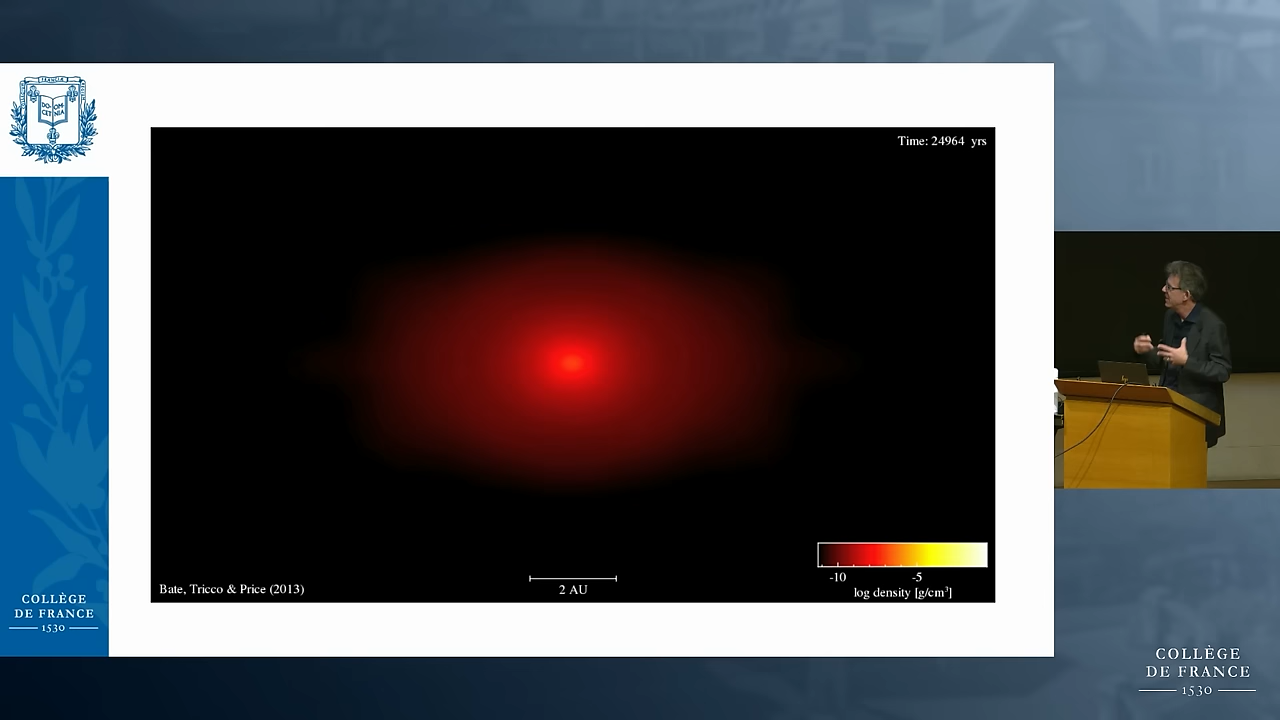 Time: 24964 yrs
-10 -5
log density [g/cm³]
2 AU
Bate, Tricco & Price (2013)
COLLÈGE
DE FRANCE
1530
COLLÈGE
DE FRANCE
1530